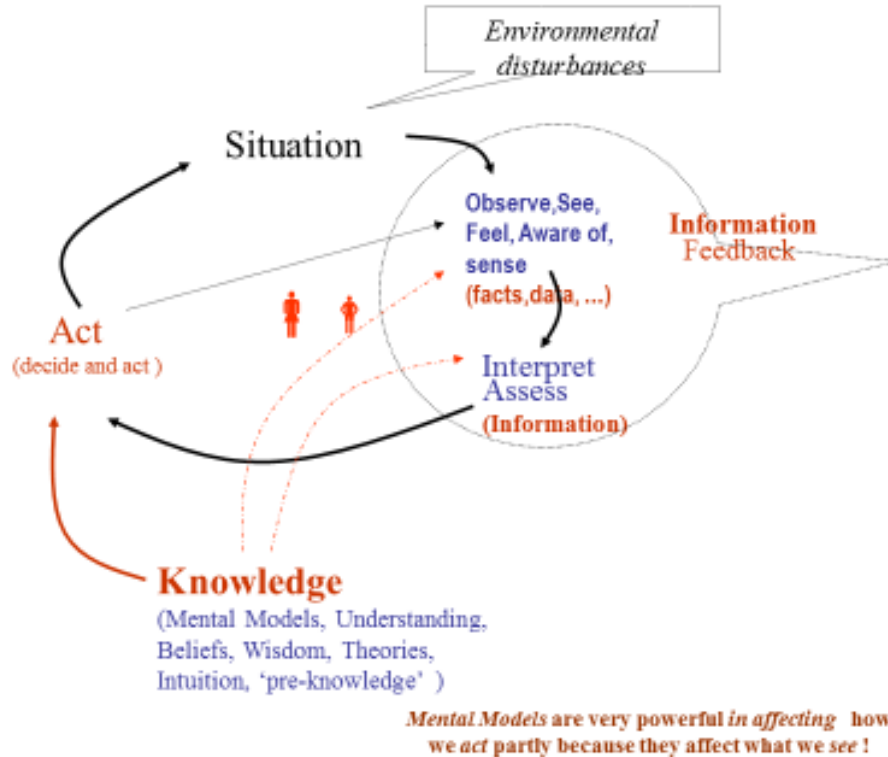 Environmental
disturbances
Situation
Observe,See,
Feel, Aware of,
sense
(facts,data, ...)
Information
Feedback
Act
(decide and act )
Interpret
Assess
(Information)
Knowledge
(Mental Models, Understanding,
Beliefs, Wisdom, Theories,
Intuition, ‘pre-knowledge’ )
Mental Models are very powerful in affecting how
we act partly because they affect what we see !